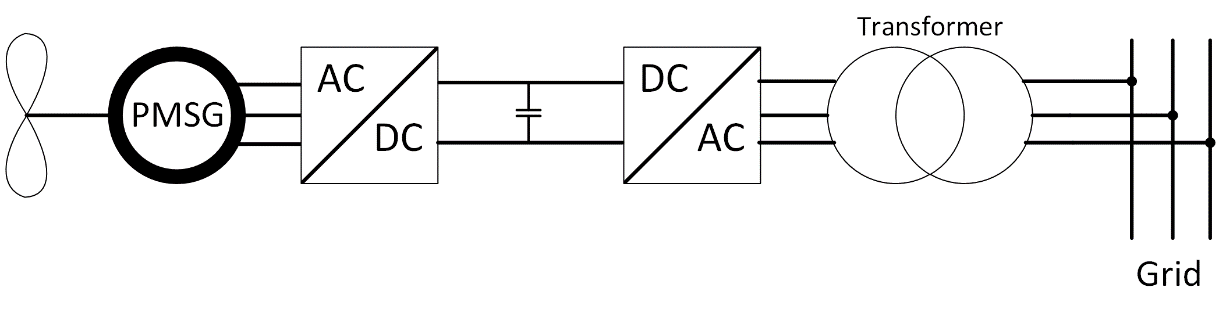 Transformer
PMSG
AC
DC
DC
AC
Grid